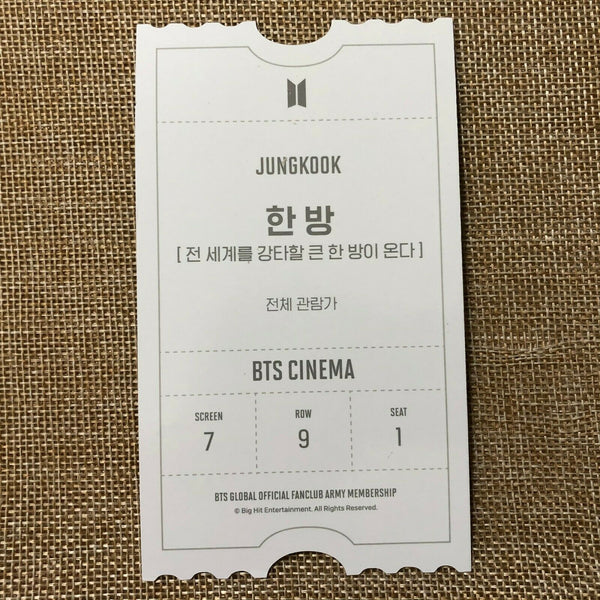 JUNGKOOK
한 방
[ 전 세계를 강타할 큰 한 방이 온다 ]
전체 관람가
BTS CINEMA
SCREEN ROW SEAT
7 9 1
BTS GLOBAL OFFICIAL FANCLUB ARMY MEMBERSHIP
© Big Hit Entertainment. All Rights Reserved.